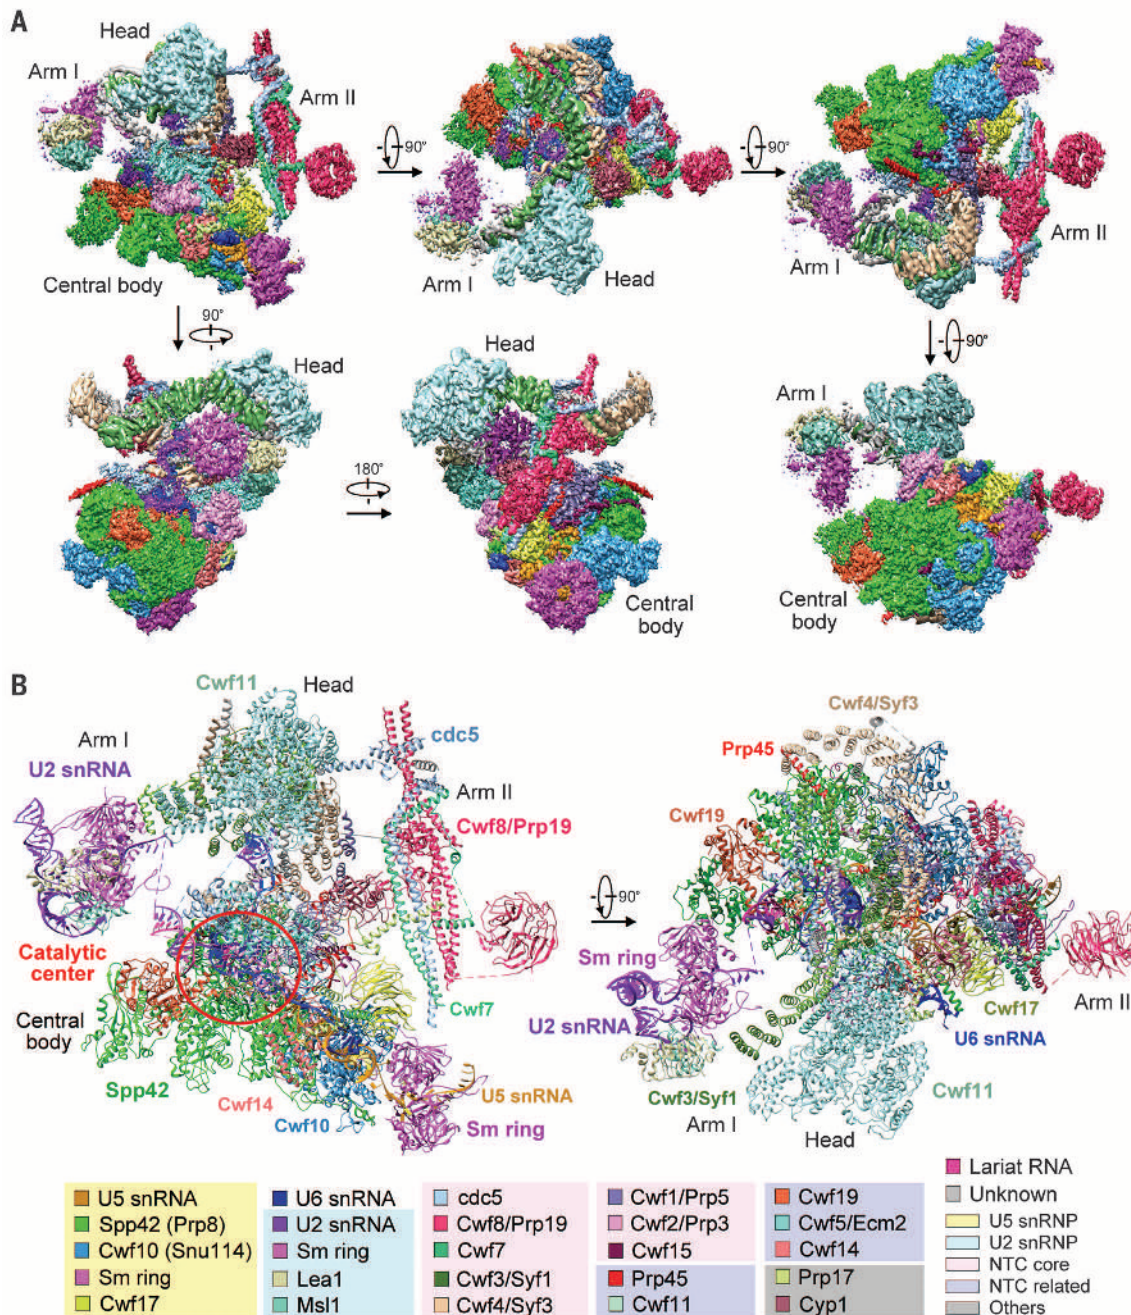 A
Head
Arm I
Arm II
Central body
90°
Arm I
Head
90°
Arm I
Arm II
90°
Head
180°
Head
Central
body
90°
Arm I
Central
body
B
Cwf11
Head
Arm I
U2 snRNA
cdc5
Arm II
Cwf8/Prp19
Catalytic
center
Central
body
Spp42
Cwf14
Cwf10
Cwf7
U5 snRNA
Sm ring
90°
Cwf4/Syf3
Prp45
Cwf19
Sm ring
U2 snRNA
Cwf3/Syf1
Arm I
Head
Cwf11
U6 snRNA
Cwf17
Arm II
U5 snRNA
Spp42 (Prp8)
Cwf10 (Snu114)
Sm ring
Cwf17
U6 snRNA
U2 snRNA
Sm ring
Lea1
Msl1
cdc5
Cwf8/Prp19
Cwf7
Cwf3/Syf1
Cwf4/Syf3
Cwf1/Prp5
Cwf2/Prp3
Cwf15
Prp45
Cwf11
Cwf19
Cwf5/Ecm2
Cwf14
Prp17
Cyp1
Lariat RNA
Unknown
U5 snRNP
U2 snRNP
NTC core
NTC related
Others